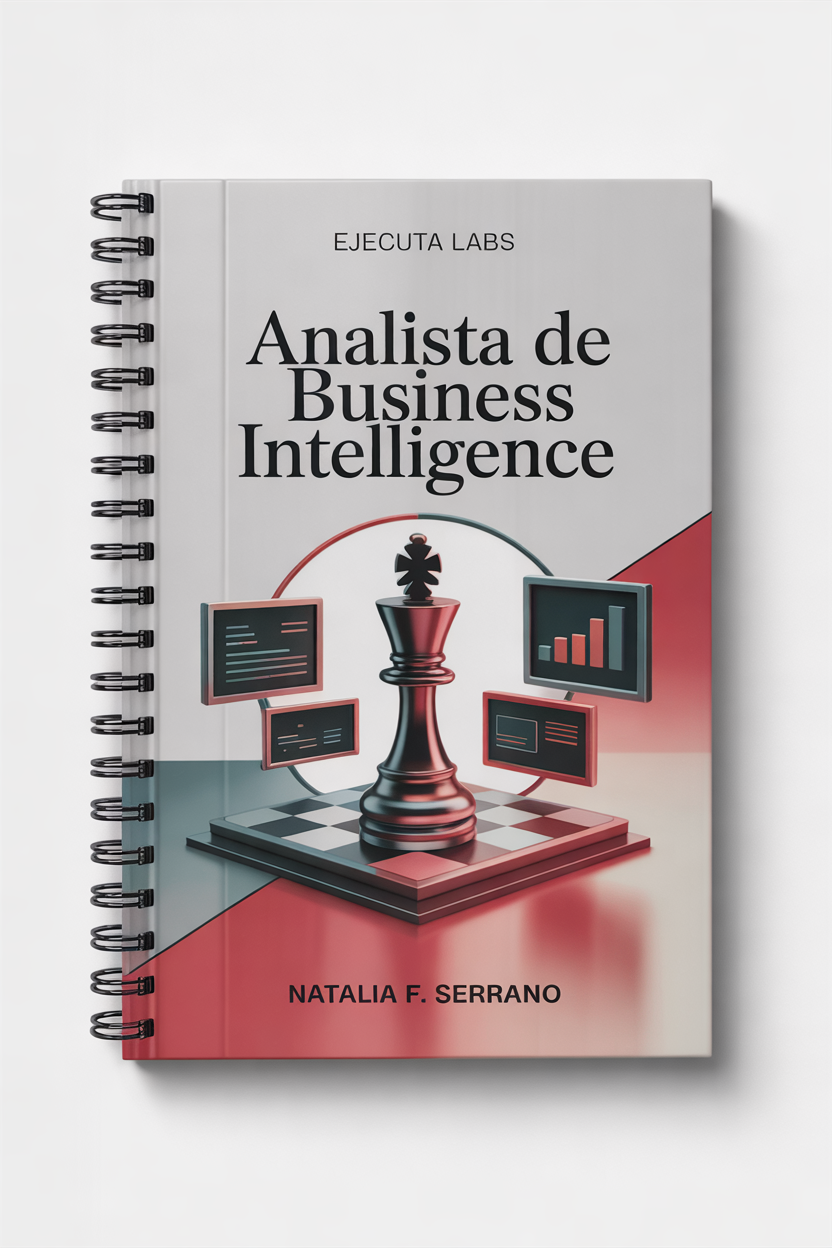 EJECUTA LABS
Analista de
Business
Intelligence
NATALIA F. SERRANO